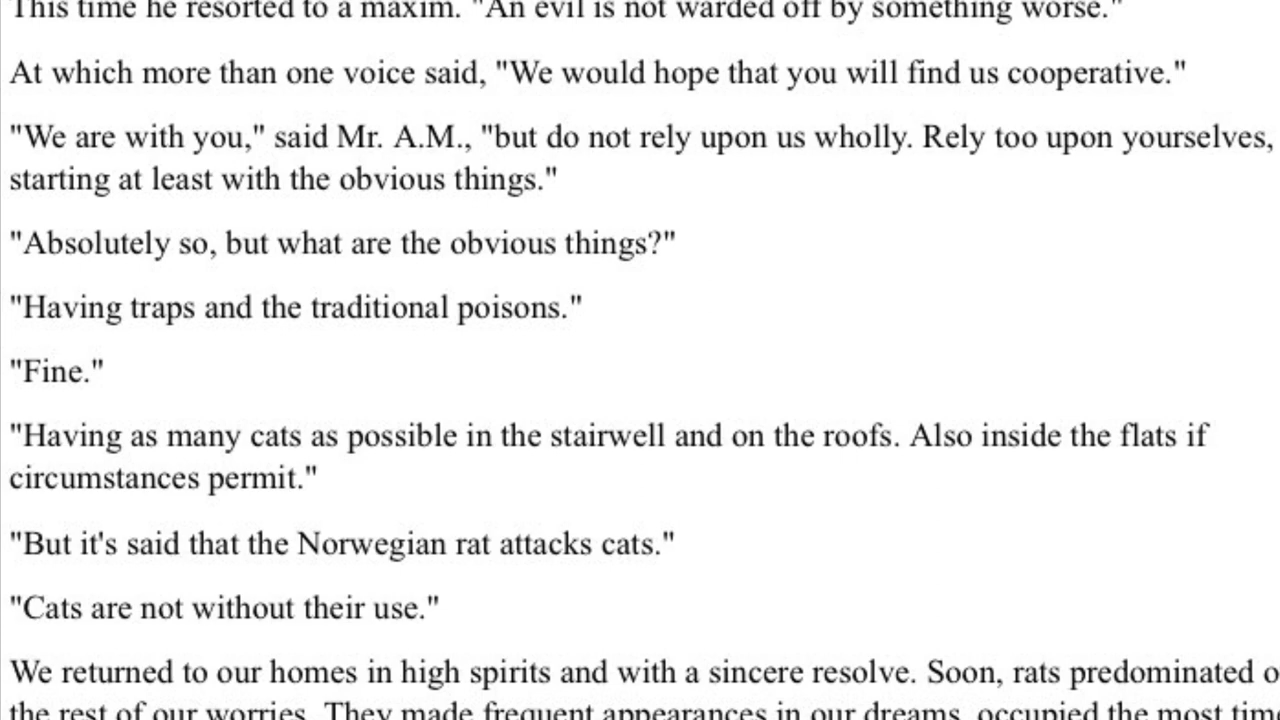 This time he resorted to a maxim. "An evil is not warded off by something worse."
At which more than one voice said, "We would hope that you will find us cooperative."
"We are with you," said Mr. A.M., "but do not rely upon us wholly. Rely too upon yourselves,
starting at least with the obvious things."
"Absolutely so, but what are the obvious things?"
"Having traps and the traditional poisons."
"Fine."
"Having as many cats as possible in the stairwell and on the roofs. Also inside the flats if
circumstances permit."
"But it's said that the Norwegian rat attacks cats."
"Cats are not without their use."
We returned to our homes in high spirits and with a sincere resolve. Soon, rats predominated
the rest of our worries. They made frequent appearances in our dreams, occupied the most